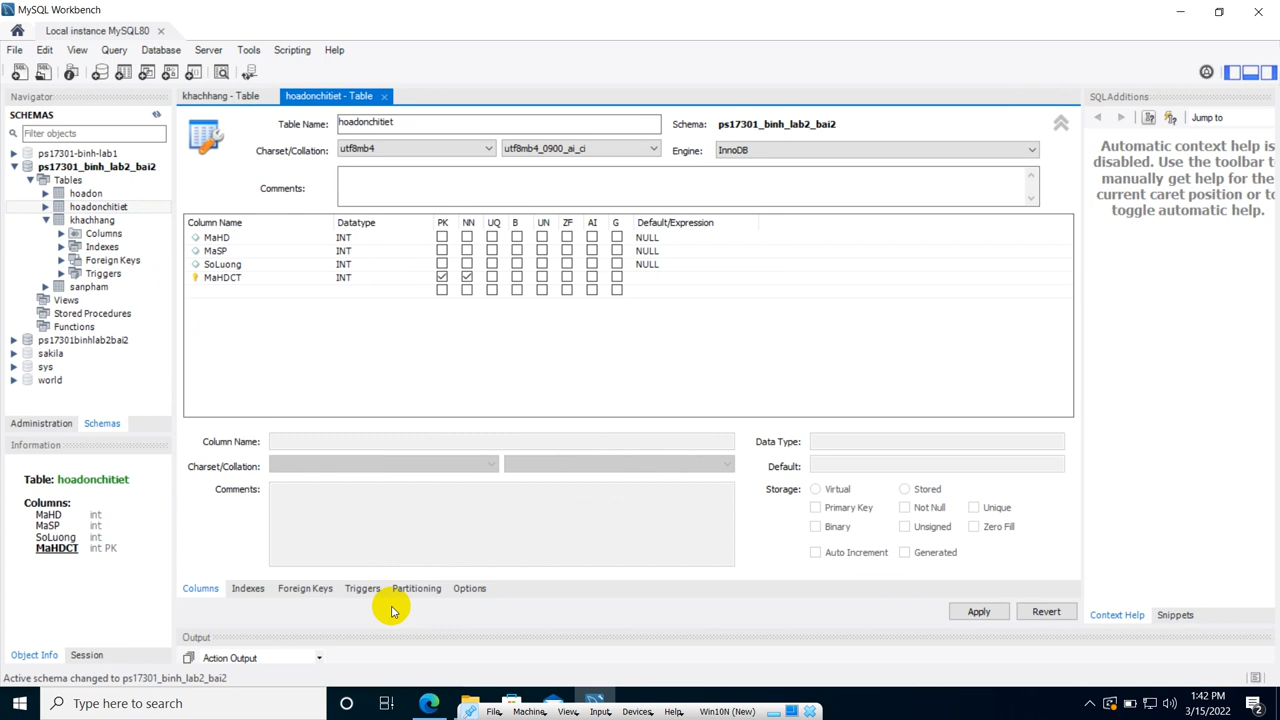 MySQL Workbench
Local instance MySQL80
File Edit View Query Database Server Tools Scripting Help
Navigator
SCHEMAS
Filter objects
ps17301-binh-lab1
ps17301_binh_lab2_bai2
Tables
hoadon
hoadonchitiet
khachhang
Columns
Indexes
Foreign Keys
Triggers
sanpham
Views
Stored Procedures
Functions
ps17301binhlab2bai2
sakila
sys
world
Administration Schemas
Information
Table: hoadonchitiet
Columns:
MaHD int
MaSP int
SoLuong int
MaHDCT int PK
Object Info Session
khachhang - Table hoadonchitiet - Table
Table Name: hoadonchitiet Schema: ps17301_binh_lab2_bai2
Charset/Collation: utf8mb4 utf8mb4_0900_ai_ci Engine: InnoDB
Comments:
Column Name Datatype PK NN UQ B UN ZF AI G Default/Expression
MaHD INT NULL
MaSP INT NULL
SoLuong INT NULL
MaHDCT INT
Column Name: Data Type:
Charset/Collation: Default:
Comments: Storage: Virtual Stored
Primary Key Not Null Unique
Binary Unsigned Zero Fill
Auto Increment Generated
Columns Indexes Foreign Keys Triggers Partitioning Options
Apply Revert
Output
Action Output
SQLAdditions
Jump to
Automatic context help is
disabled. Use the toolbar t
manually get help for the
current caret position or to
toggle automatic help.
Context Help Snippets
Active schema changed to ps17301_binh_lab2_bai2
Type here to search
File Machine View Input Devices Help Win10N (New)
1:42 PM
3/15/2022
2